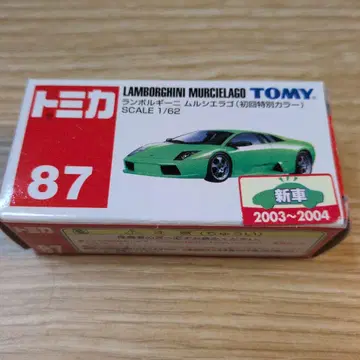 トミカ
LAMBORGHINI MURCIELAGO TOMY
ランボルギーニ ムルシエラゴ(初回特別カラー)
SCALE 1/62
87
新車
2003～2004
87